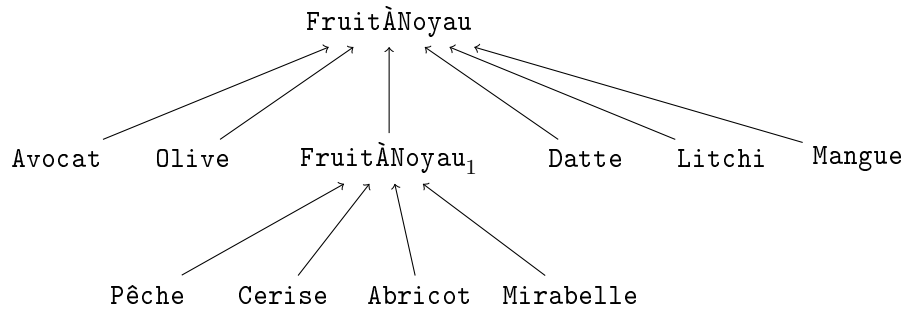 FruitÀNoyau
Avocat Olive FruitÀNoyau₁ Datte Litchi Mangue
Pêche Cerise Abricot Mirabelle